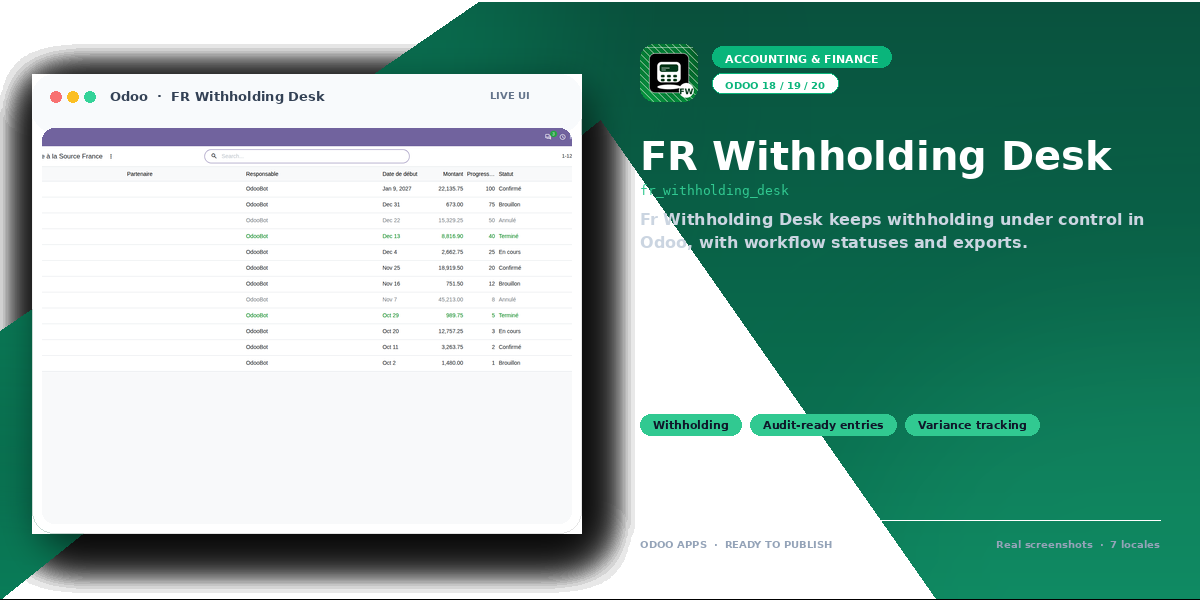 Odoo · FR Withholding Desk
LIVE UI
e à la Source France
Search...
1-12
Partenaire Responsable Date de début Montant Progress... Statut
OdooBot Jan 9, 2027 22,135.75 100 Confirmé
OdooBot Dec 31 673.00 75 Brouillon
OdooBot Dec 22 15,329.25 50 Annulé
OdooBot Dec 13 8,816.90 40 Terminé
OdooBot Dec 4 2,662.75 25 En cours
OdooBot Nov 25 18,919.50 20 Confirmé
OdooBot Nov 16 751.50 12 Brouillon
OdooBot Nov 7 45,213.00 8 Annulé
OdooBot Oct 29 989.75 5 Terminé
OdooBot Oct 20 12,757.25 3 En cours
OdooBot Oct 11 3,263.75 2 Confirmé
OdooBot Oct 2 1,480.00 1 Brouillon
FW
ACCOUNTING & FINANCE
ODOO 18 / 19 / 20
FR Withholding Desk
fr_withholding_desk
Fr Withholding Desk keeps withholding under control in
Odoo, with workflow statuses and exports.
Withholding
Audit-ready entries
Variance tracking
ODOO APPS · READY TO PUBLISH
Real screenshots · 7 locales